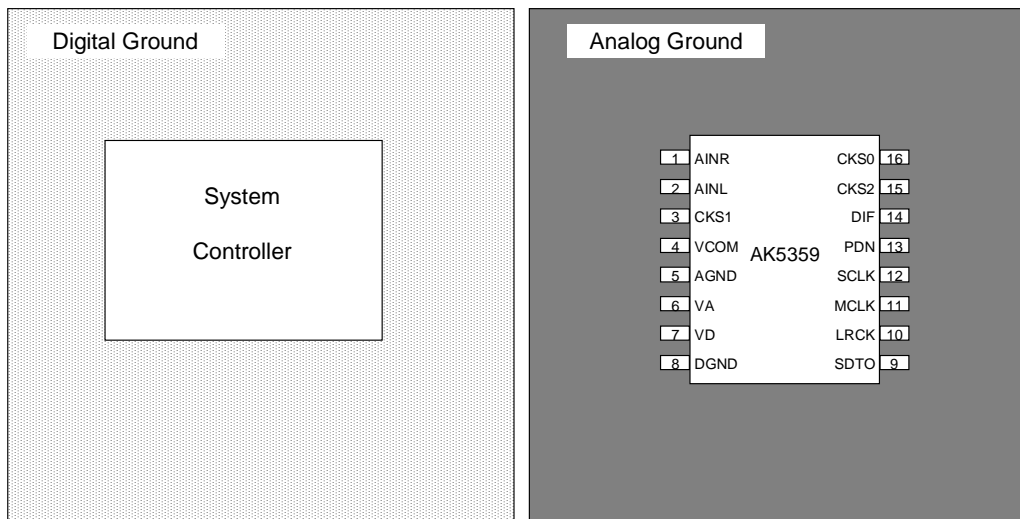 Digital Ground
System
Controller
Analog Ground
1 AINR
2 AINL
3 CKS1
4 VCOM
5 AGND
6 VA
7 VD
8 DGND
AK5359
CKS0 16
CKS2 15
DIF 14
PDN 13
SCLK 12
MCLK 11
LRCK 10
SDTO 9